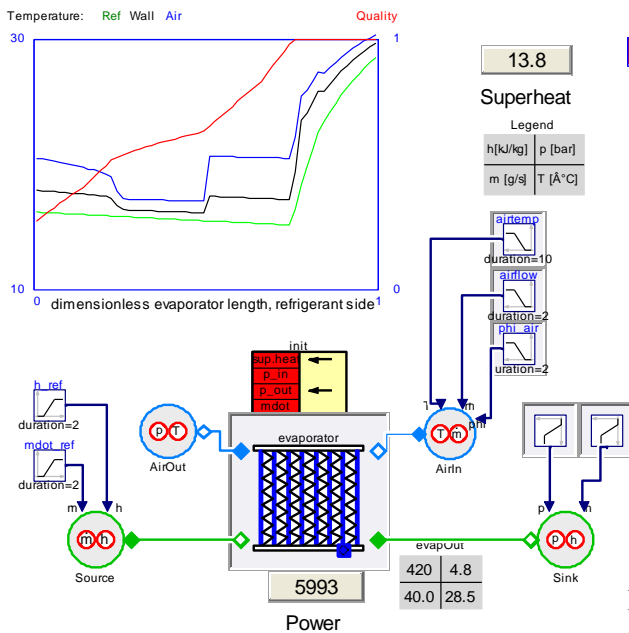 Temperature: Ref Wall Air Quality
30
1
10
0
0
dimensionless evaporator length, refrigerant side
1
13.8
Superheat
Legend
h[kJ/kg] p [bar]
m [g/s] T [Â°C]
airtemp
duration=10
airflow
duration=2
phi_air
uration=2
init
sup.heat
p_in
p_out
mdot
h_ref
duration=2
mdot_ref
duration=2
m h
ṁ h
Source
p T
AirOut
evaporator
T m
phi
T ṁ
AirIn
p h
p h
Sink
evapOut
420 4.8
40.0 28.5
5993
Power